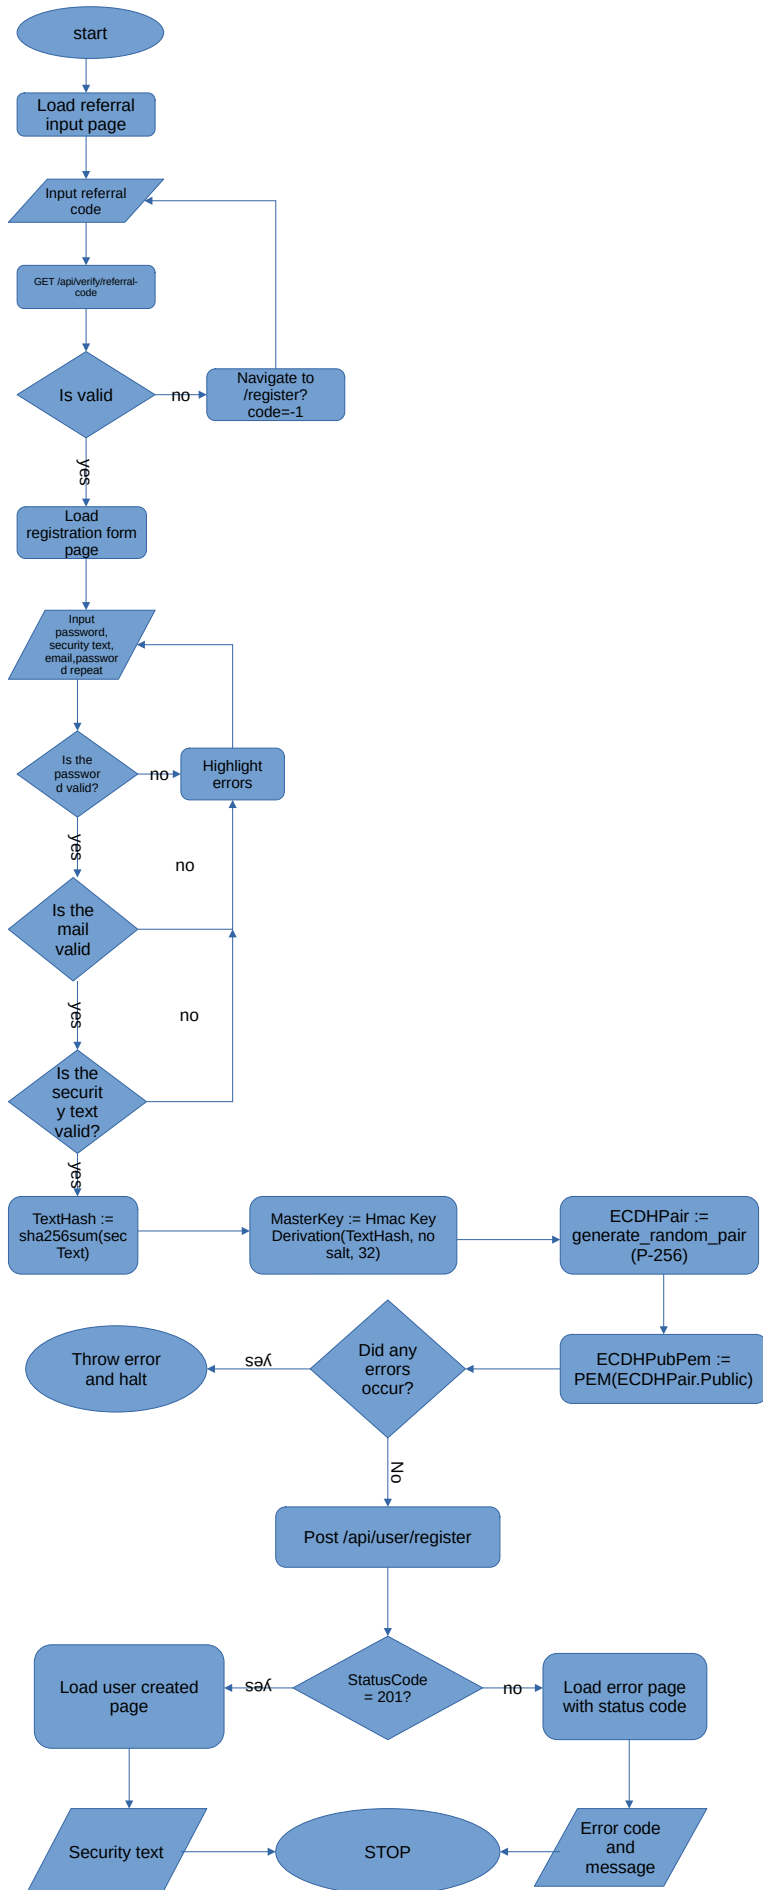 start
Load referral
input page
Input referral
code
GET /api/verify/referral-
code
Is valid
no
Navigate to
/register?
code=-1
yes
Load
registration form
page
Input
password,
security text,
email,passwor
d repeat
Is the
passwor
d valid?
no
Highlight
errors
yes
no
Is the
mail
valid
yes
no
Is the
securit
y text
valid?
yes
TextHash :=
sha256sum(sec
Text)
MasterKey := Hmac Key
Derivation(TextHash, no
salt, 32)
ECDHPair :=
generate_random_pair
(P-256)
Throw error
and halt
yes
Did any
errors
occur?
ECDHPubPem :=
PEM(ECDHPair.Public)
No
Post /api/user/register
Load user created
page
yes
StatusCode
= 201?
no
Load error page
with status code
Security text
STOP
Error code
and
message